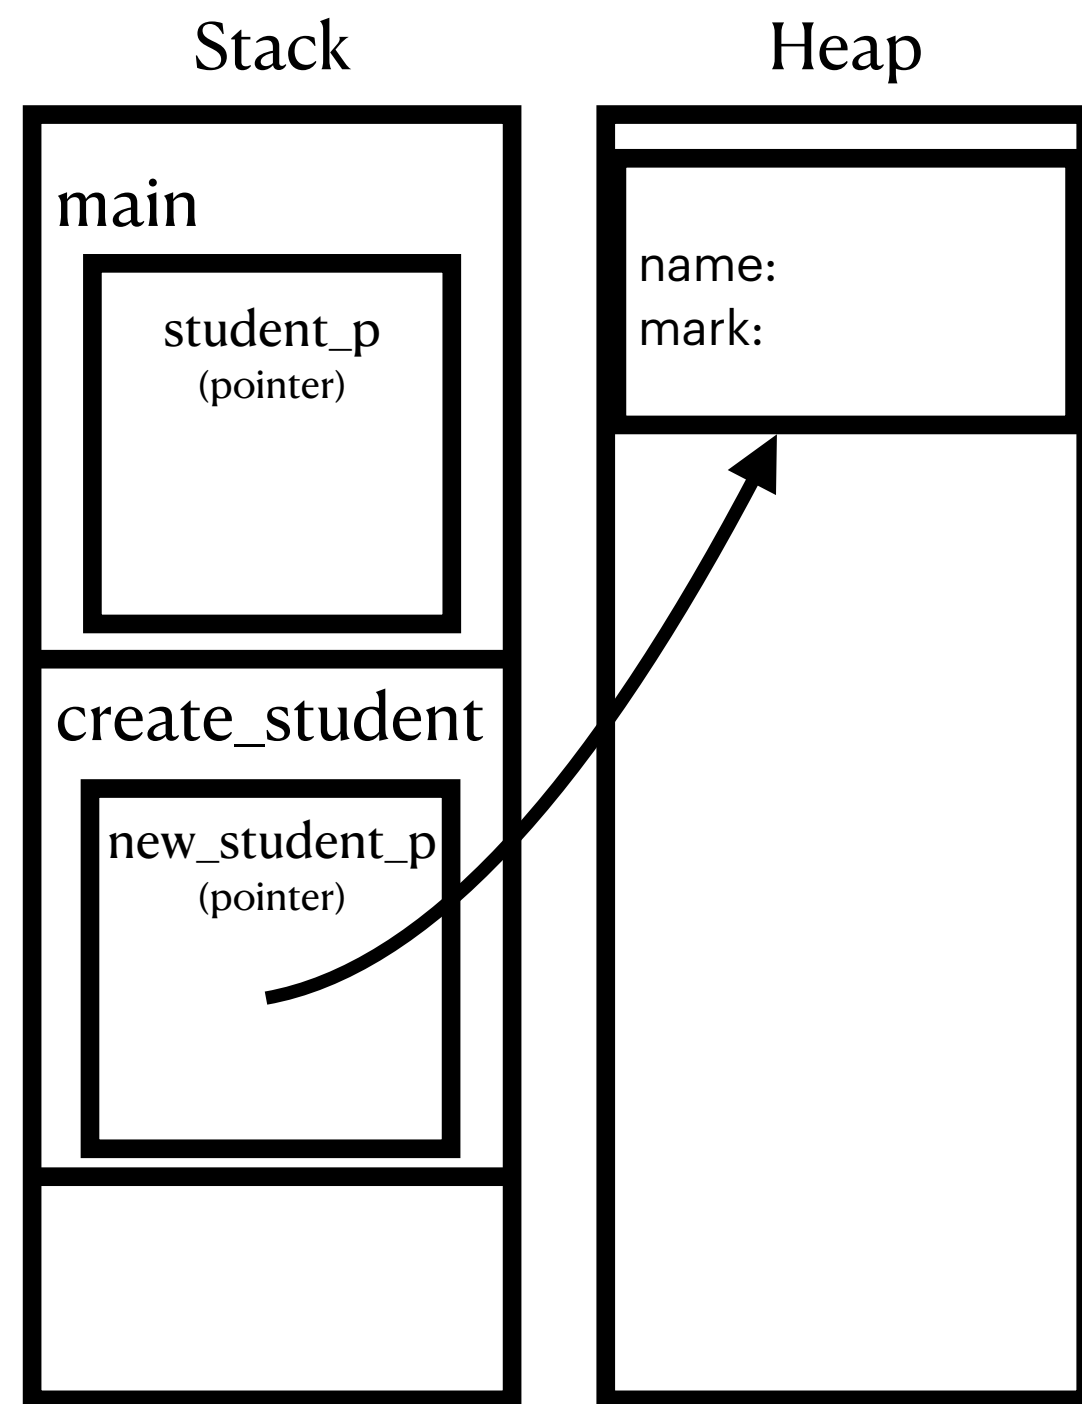 Stack
main
student_p
(pointer)
create_student
new_student_p
(pointer)
Heap
name:
mark: